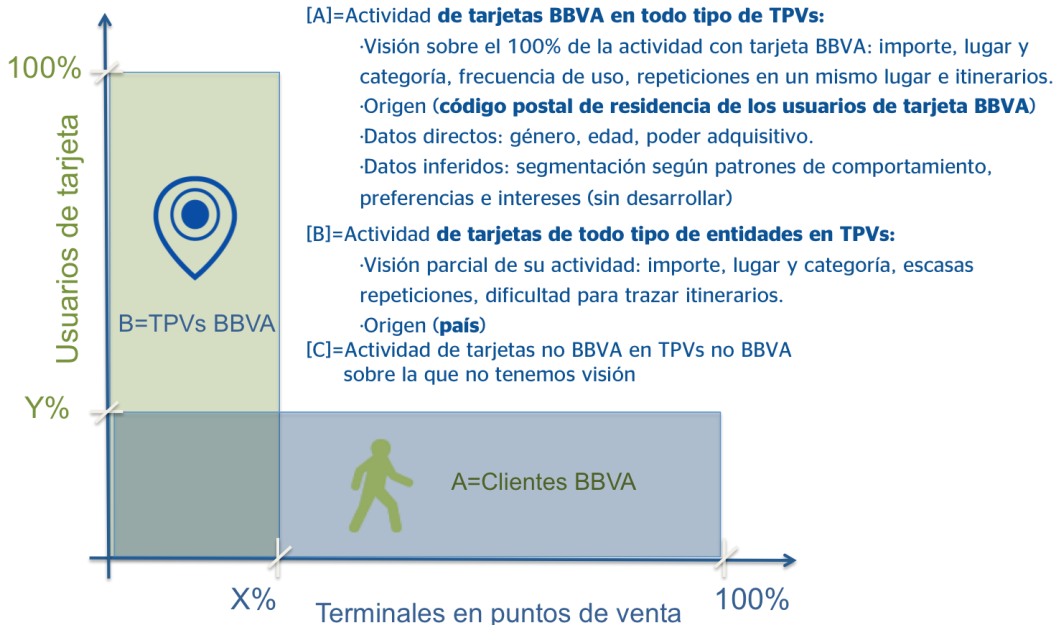 [A]=Actividad de tarjetas BBVA en todo tipo de TPVs:
·Visión sobre el 100% de la actividad con tarjeta BBVA: importe, lugar y
categoría, frecuencia de uso, repeticiones en un mismo lugar e itinerarios.
·Origen (código postal de residencia de los usuarios de tarjeta BBVA)
·Datos directos: género, edad, poder adquisitivo.
·Datos inferidos: segmentación según patrones de comportamiento,
preferencias e intereses (sin desarrollar)
[B]=Actividad de tarjetas de todo tipo de entidades en TPVs:
·Visión parcial de su actividad: importe, lugar y categoría, escasas
repeticiones, dificultad para trazar itinerarios.
·Origen (país)
[C]=Actividad de tarjetas no BBVA en TPVs no BBVA
sobre la que no tenemos visión
100%
Usuarios de tarjeta
B=TPVs BBVA
Y%
A=Clientes BBVA
X%
Terminales en puntos de venta
100%